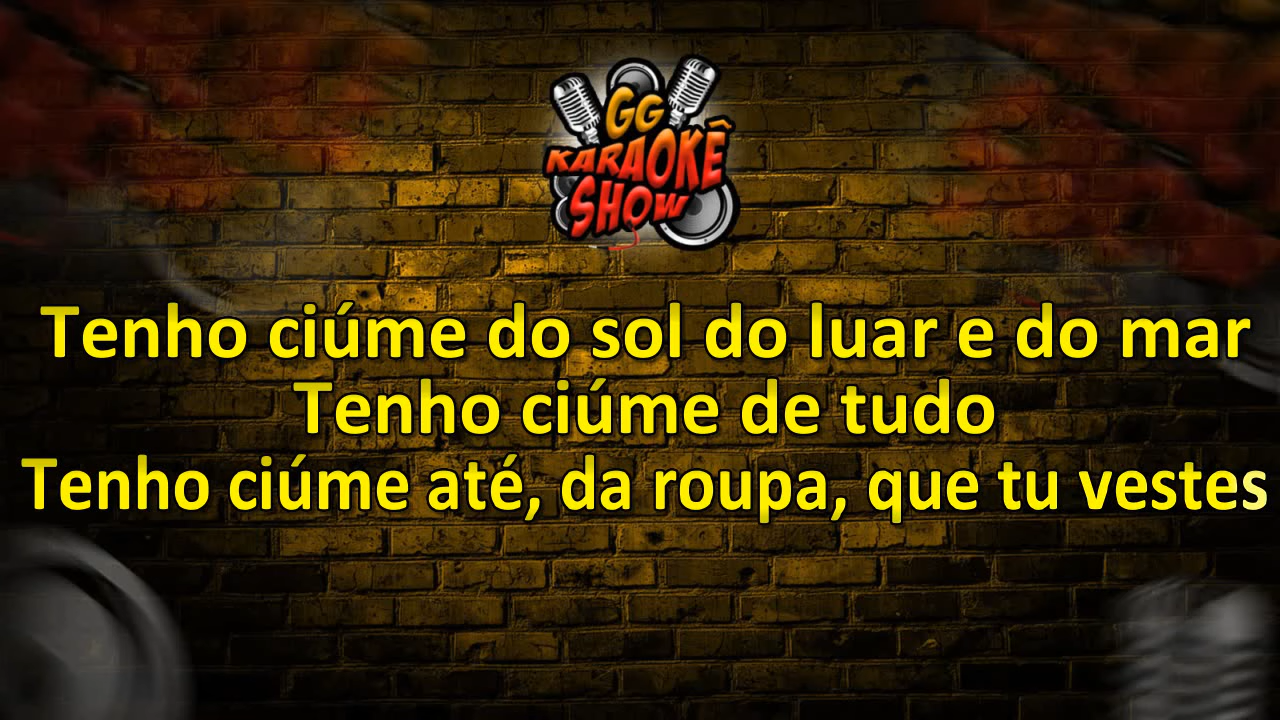 GG
KARAOKÊ
SHOW
Tenho ciúme do sol do luar e do mar
Tenho ciúme de tudo
Tenho ciúme até, da roupa, que tu vestes